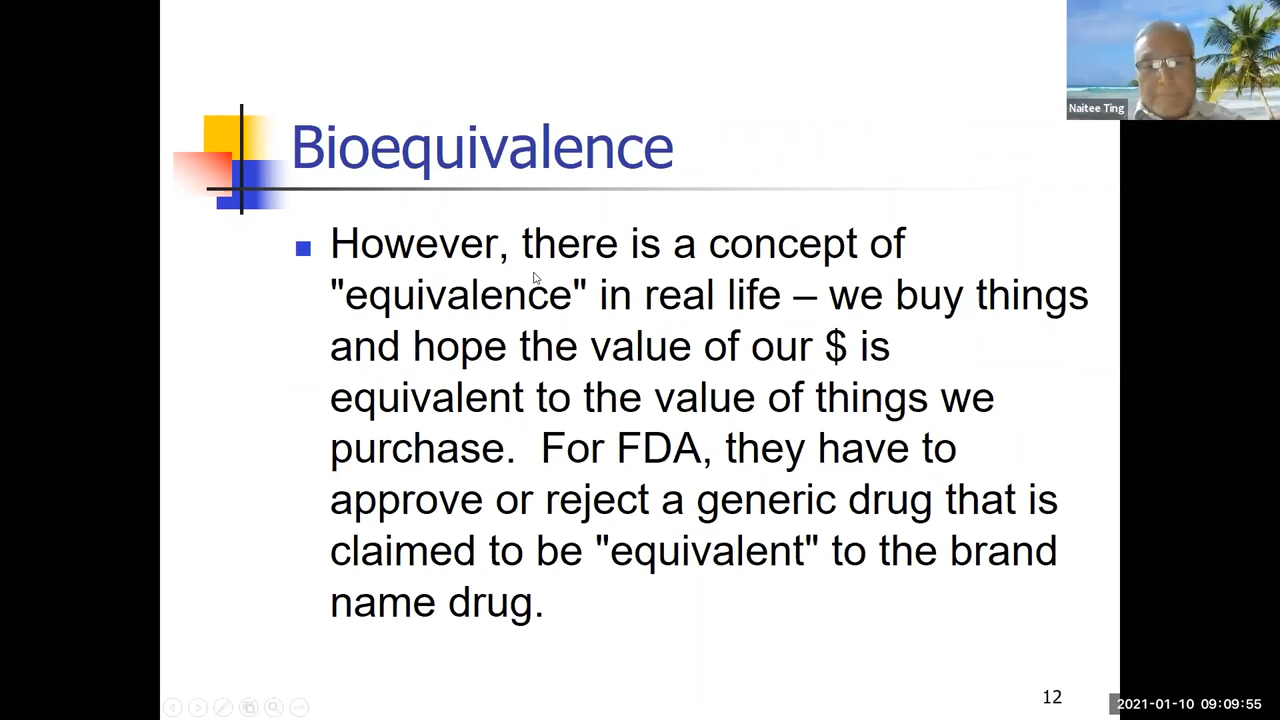 Naitee Ting
Bioequivalence
However, there is a concept of
"equivalence" in real life – we buy things
and hope the value of our $ is
equivalent to the value of things we
purchase.  For FDA, they have to
approve or reject a generic drug that is
claimed to be "equivalent" to the brand
name drug.
12
2021-01-10 09:09:55